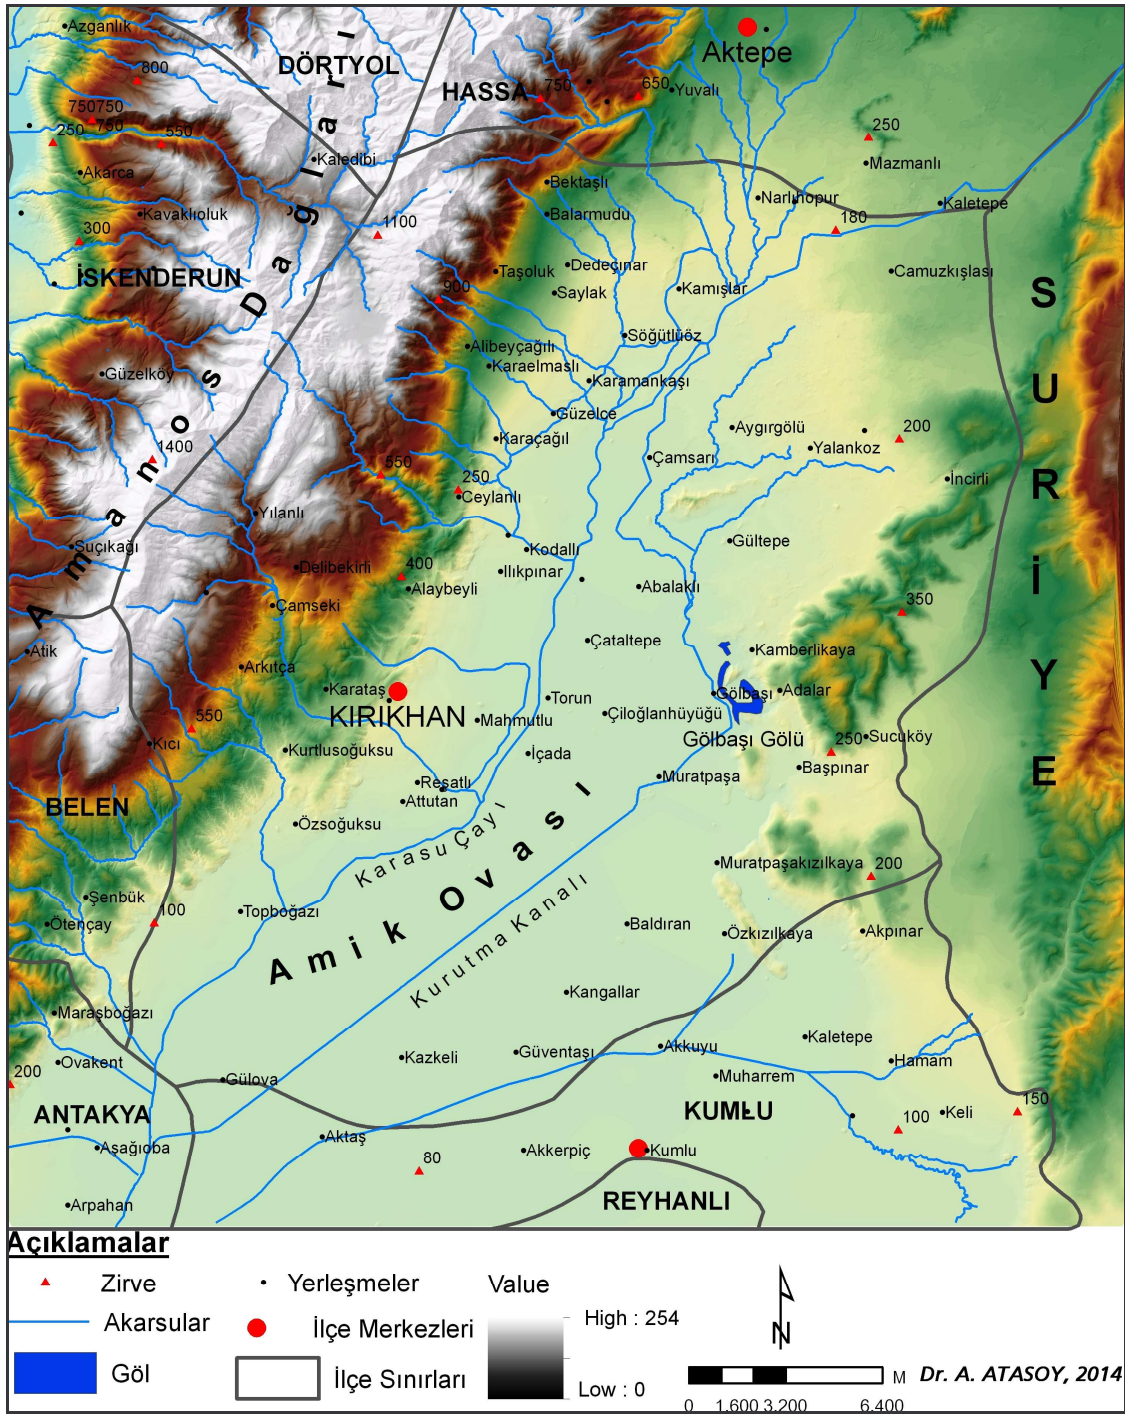 Azganlık
DÖRTYOL
Aktepe
800
HASSA
750
650
Yuvalı
750750
250
750
550
250
Kaledibi
Mazmanlı
Akarca
Bektaşlı
Narlıhopur
Kaletepe
Kavaklıoluk
Balarmudu
180
300
1100
İSKENDERUN
Taşoluk
Dedeçınar
Camuzkışlası
900
Saylak
Kamışlar
Söğütlüöz
Alibeyçağılı
Karaelmaslı
Güzelköy
Karamankaşı
Güzelce
Aygırgölü
200
Karaçağıl
Yalankoz
1400
Çamsarı
550
250
İncirli
Ceylanlı
Yılanlı
Suçıkağı
Kodallı
Gültepe
Delibekirli
400
Ilıkpınar
Alaybeyli
Abalaklı
Çamseki
350
Amanos Dağları
SURİYE
Atik
Çataltepe
Kamberlikaya
Arkıtça
Karataş
Gölbaşı
Adalar
Torun
KIRIKHAN
Mahmutlu
Çiloğlanhüyüğü
550
Kıcı
Kurtlusoğuksu
İçada
Gölbaşı Gölü
250
Sucuköy
Başpınar
Reşatlı
Muratpaşa
BELEN
Attutan
Özsoğuksu
Karasu Çayı
Amik Ovası
Muratpaşakızılkaya
200
Şenbük
100
Topboğazı
Kurutma Kanalı
Ötençay
Baldıran
Özkızılkaya
Akpınar
Kangallar
Maraşboğazı
Kaletepe
Ovakent
Kazkeli
Güventaşı
Akkuyu
Hamam
200
Gülova
Muharrem
ANTAKYA
KUMLU
150
Keli
100
Aktaş
Aşağıoba
Akkerpiç
Kumlu
80
Arpahan
REYHANLI
Açıklamalar
Zirve
Yerleşmeler
Value
Akarsular
İlçe Merkezleri
High : 254
Göl
İlçe Sınırları
Low : 0
N
M
Dr. A. ATASOY, 2014
0 1.600 3.200 6.400